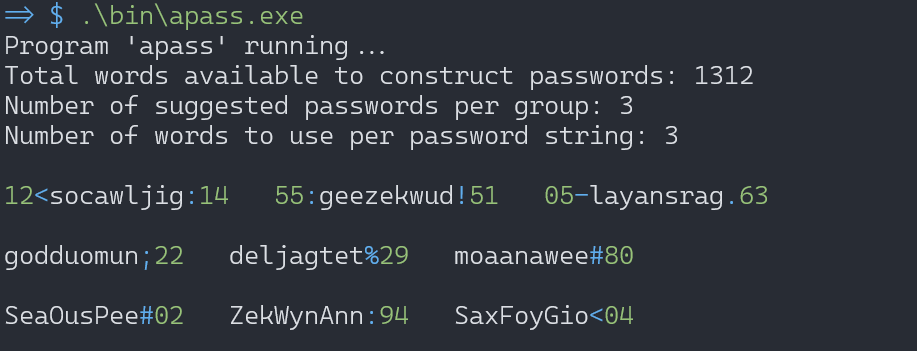 => $ .\bin\apass.exe
Program 'apass' running...
Total words available to construct passwords: 1312
Number of suggested passwords per group: 3
Number of words to use per password string: 3
12<socawljig:14   55:geezekwud!51   05-layansrag.63
godduomun;22   deljagtet%29   moaanawee#80
SeaOusPee#02   ZekWynAnn:94   SaxFoyGio<04